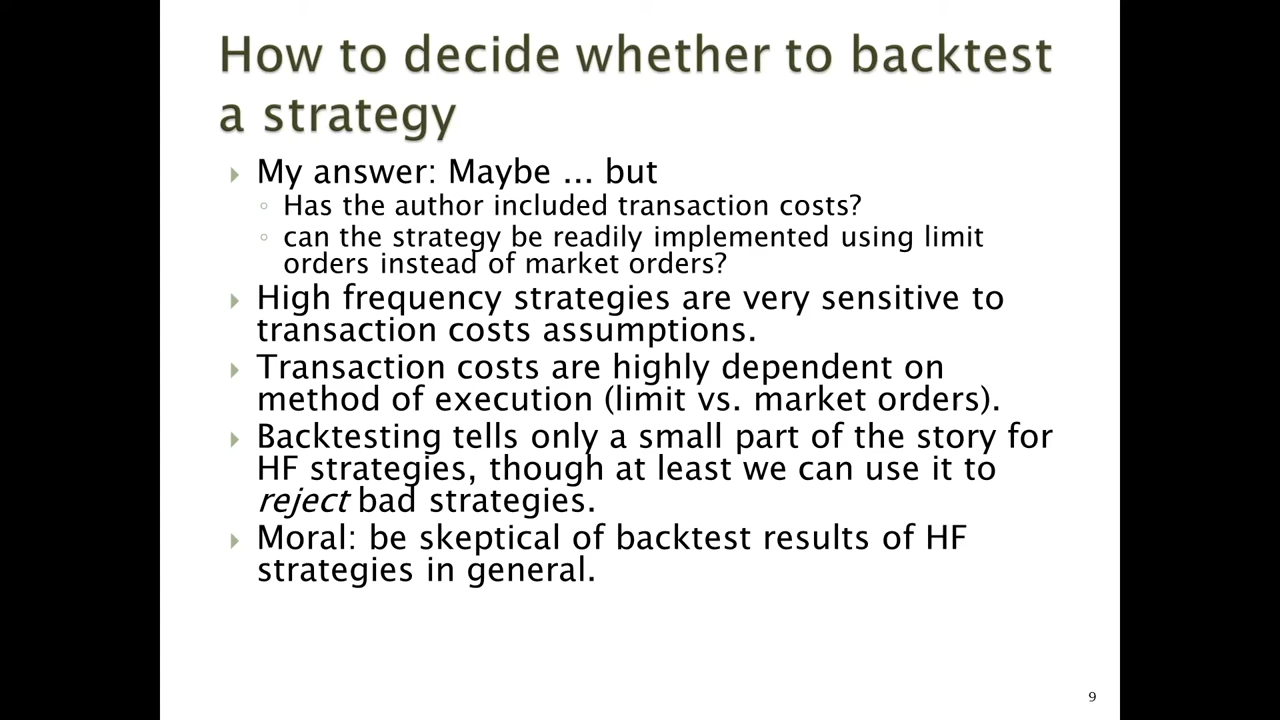 How to decide whether to backtest
a strategy
My answer: Maybe ... but
Has the author included transaction costs?
can the strategy be readily implemented using limit
orders instead of market orders?
High frequency strategies are very sensitive to
transaction costs assumptions.
Transaction costs are highly dependent on
method of execution (limit vs. market orders).
Backtesting tells only a small part of the story for
HF strategies, though at least we can use it to
reject bad strategies.
Moral: be skeptical of backtest results of HF
strategies in general.
9